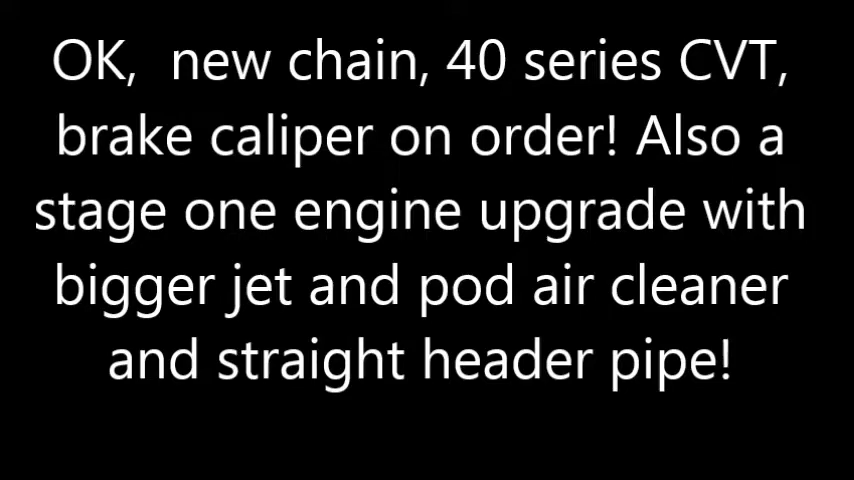 OK,  new chain, 40 series CVT,
brake caliper on order! Also a
stage one engine upgrade with
bigger jet and pod air cleaner
and straight header pipe!